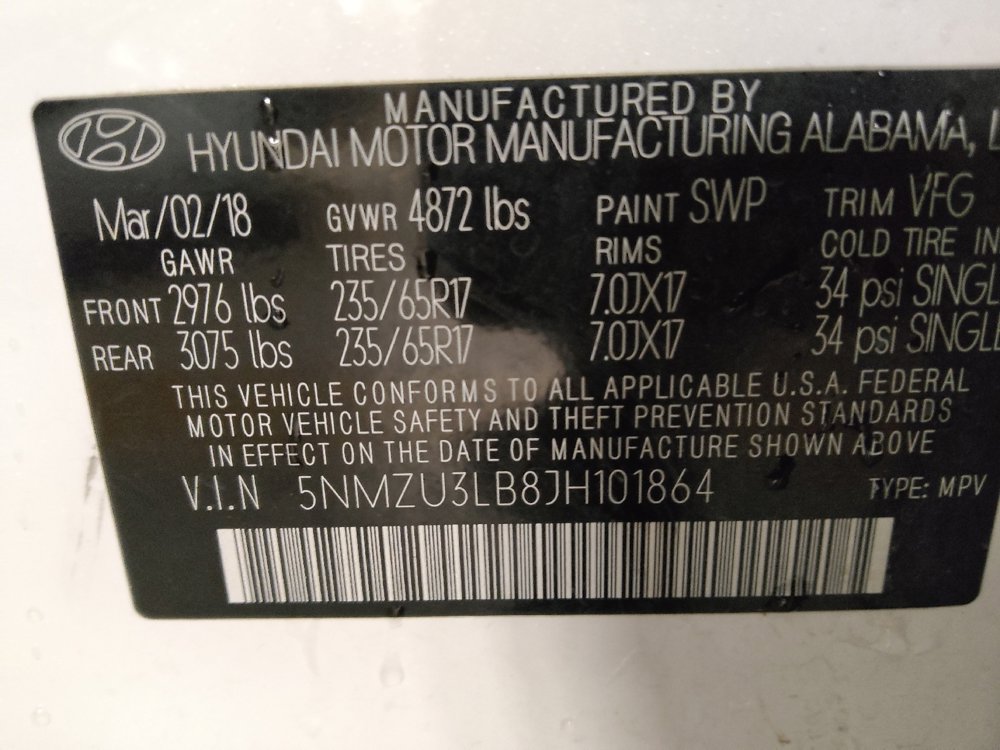 MANUFACTURED BY
HYUNDAI MOTOR MANUFACTURING ALABAMA, L
Mar/02/18 GVWR 4872 lbs PAINT SWP TRIM VFG
GAWR TIRES RIMS COLD TIRE IN
FRONT 2976 lbs 235/65R17 7.0JX17 34 psi SINGL
REAR 3075 lbs 235/65R17 7.0JX17 34 psi SINGLE
THIS VEHICLE CONFORMS TO ALL APPLICABLE U.S.A. FEDERAL
MOTOR VEHICLE SAFETY AND THEFT PREVENTION STANDARDS
IN EFFECT ON THE DATE OF MANUFACTURE SHOWN ABOVE
V.I.N 5NMZU3LB8JH101864 TYPE: MPV